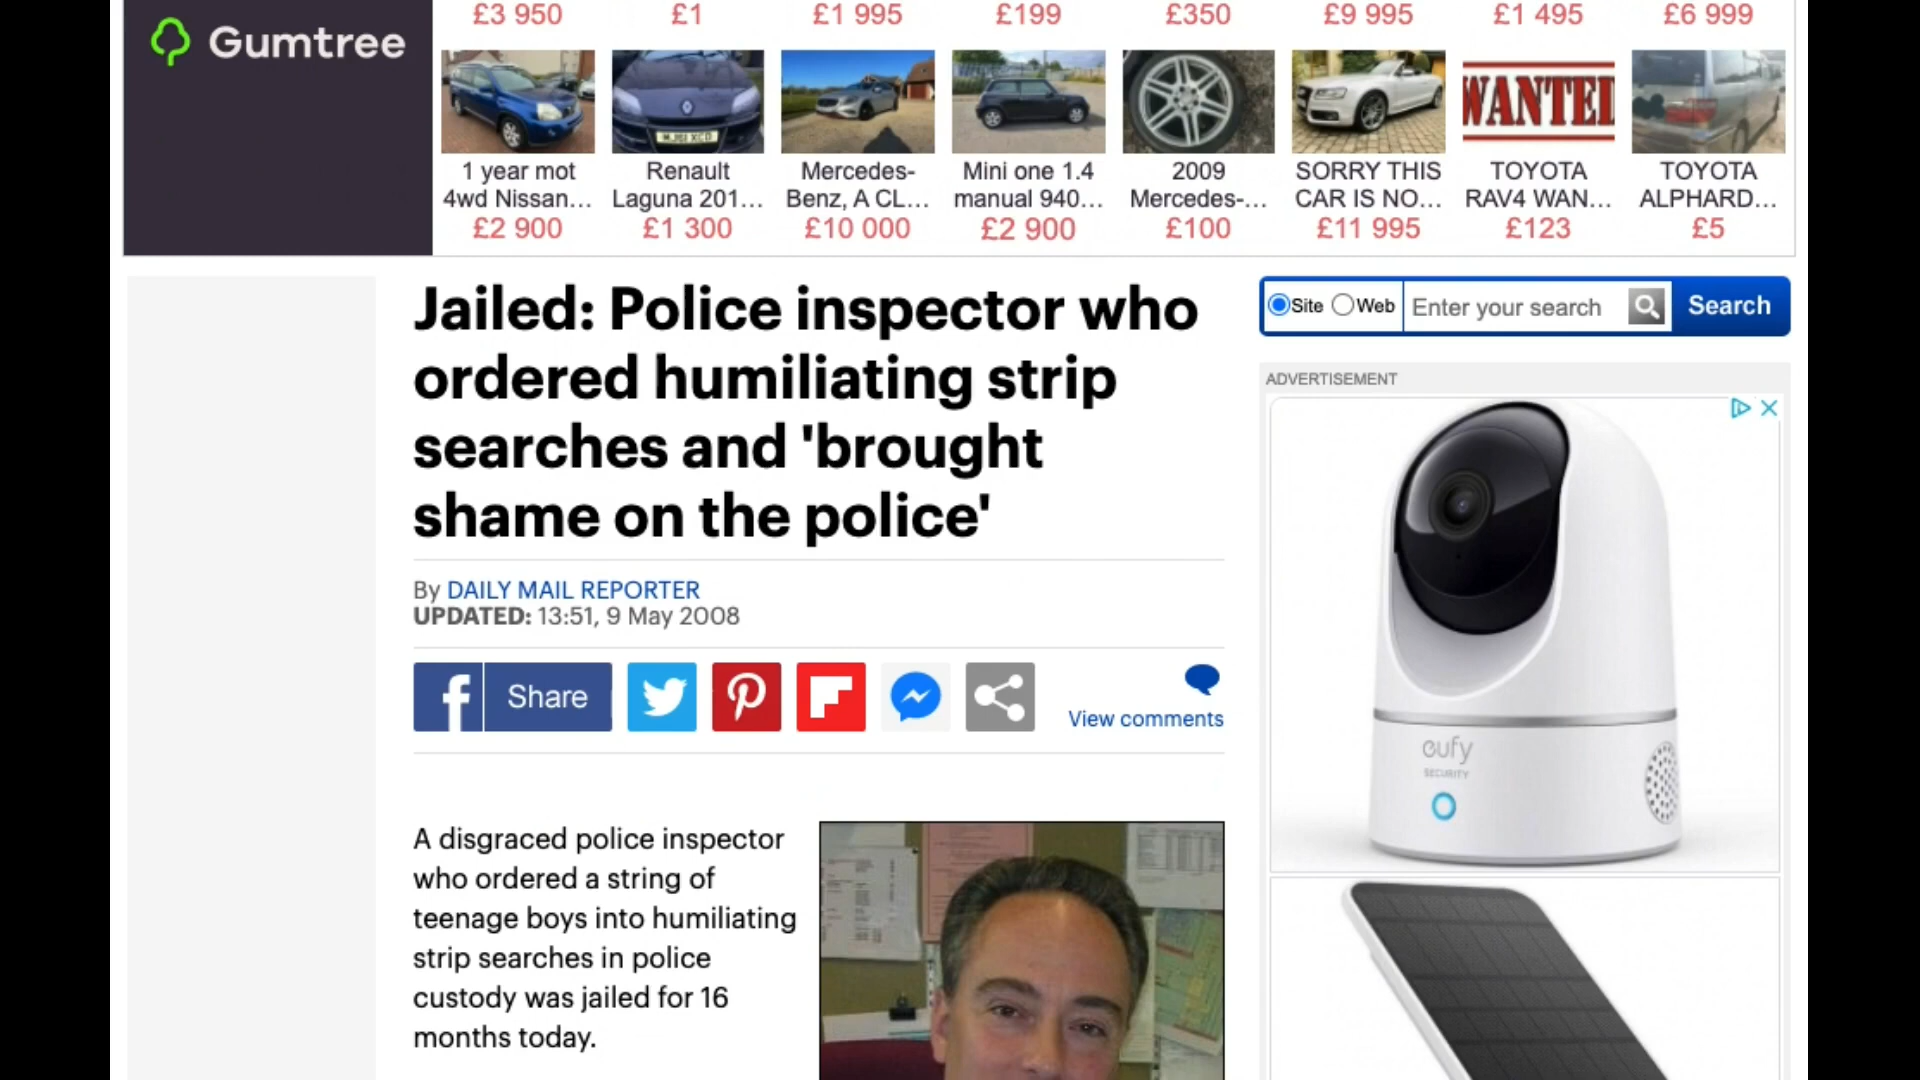 Gumtree
£3 950 £1 £1 995 £199 £350 £9 995 £1 495 £6 999
WANTED
1 year mot Renault Mercedes- Mini one 1.4 2009 SORRY THIS TOYOTA TOYOTA
4wd Nissan... Laguna 201... Benz, A CL... manual 940... Mercedes-... CAR IS NO... RAV4 WAN... ALPHARD...
£2 900 £1 300 £10 000 £2 900 £100 £11 995 £123 £5
Jailed: Police inspector who
ordered humiliating strip
searches and 'brought
shame on the police'
By DAILY MAIL REPORTER
UPDATED: 13:51, 9 May 2008
Share
View comments
A disgraced police inspector
who ordered a string of
teenage boys into humiliating
strip searches in police
custody was jailed for 16
months today.
Site Web Enter your search Search
ADVERTISEMENT
eufy
SECURITY